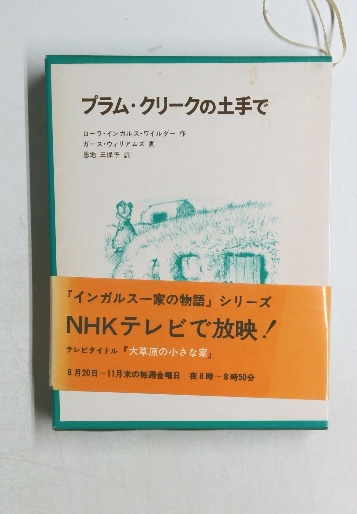 プラム・クリークの土手で
ローラ・インガルス・ワイルダー 作
ガース・ウィリアムズ 画
恩地 三保子 訳
『インガルス一家の物語』シリーズ
NHKテレビで放映！
テレビタイトル『大草原の小さな家』
8月20日～11月末の毎週金曜日　夜8時～8時50分